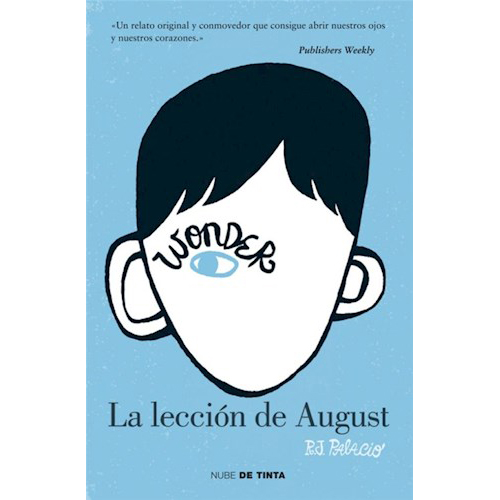 «Un relato original y conmovedor que consigue abrir nuestros ojos
y nuestros corazones.»
Publishers Weekly
WONDER
La lección de August
R.J. Palacio
NUBE DE TINTA